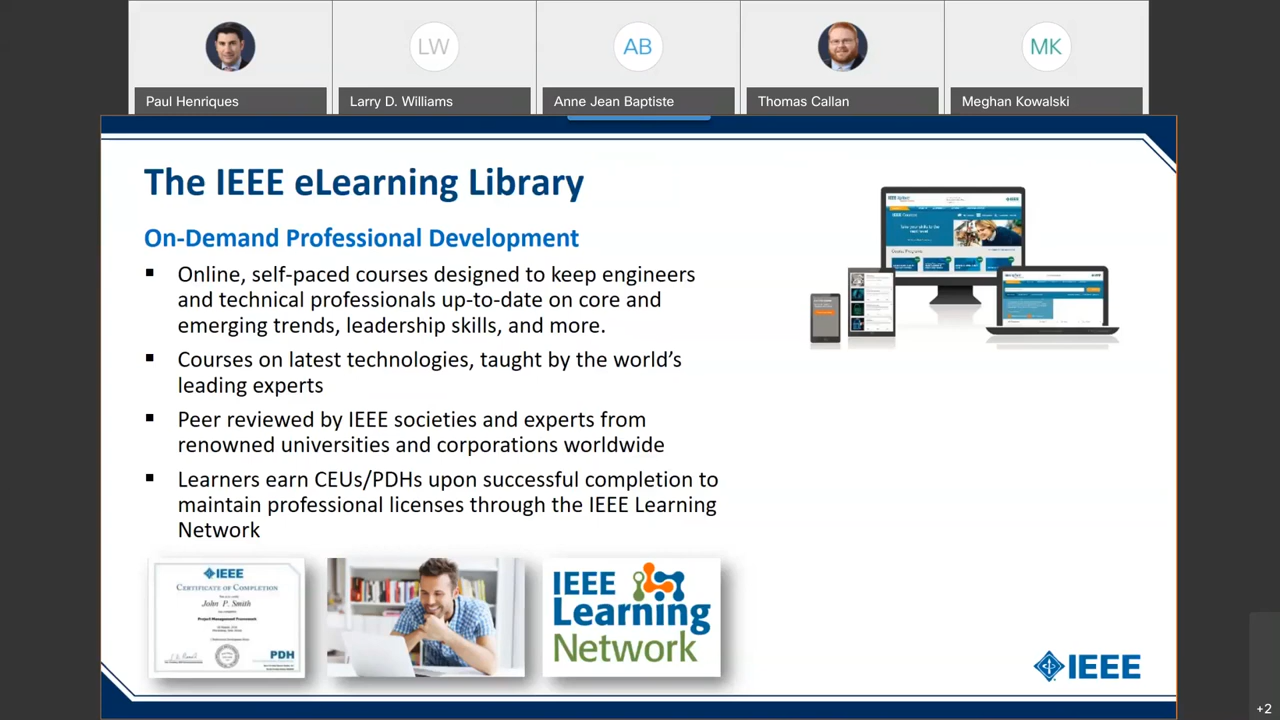 LW
AB
MK
Paul Henriques
Larry D. Williams
Anne Jean Baptiste
Thomas Callan
Meghan Kowalski
The IEEE eLearning Library
On-Demand Professional Development
Online, self-paced courses designed to keep engineers
and technical professionals up-to-date on core and
emerging trends, leadership skills, and more.
Courses on latest technologies, taught by the world's
leading experts
Peer reviewed by IEEE societies and experts from
renowned universities and corporations worldwide
Learners earn CEUs/PDHs upon successful completion to
maintain professional licenses through the IEEE Learning
Network
IEEE
CERTIFICATE OF COMPLETION
John P. Smith
Project Management Framework
PDH
IEEE
Learning
Network
IEEE
+2